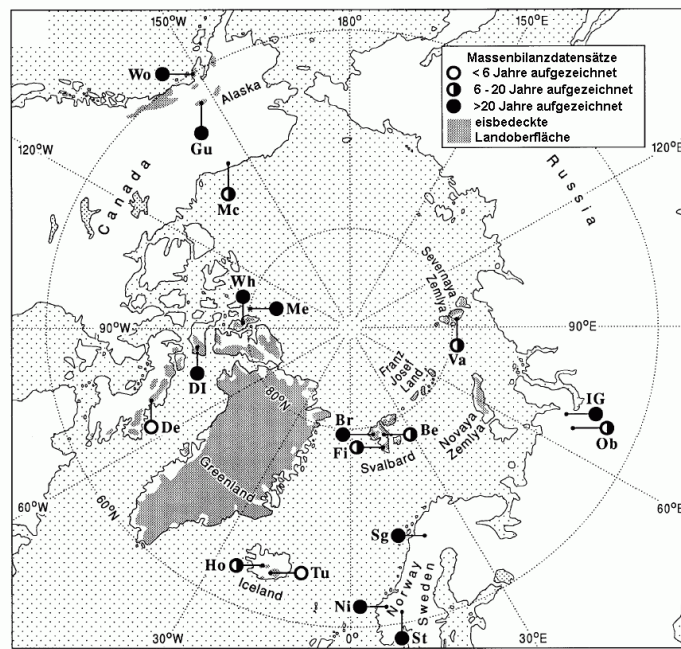 150°W
180°
150°E
Massenbilanzdatensätze
< 6 Jahre aufgezeichnet
6 - 20 Jahre aufgezeichnet
>20 Jahre aufgezeichnet
eisbedeckte
Landoberfläche
Wo
Alaska
Gu
120°W
120°E
Canada
Russia
Mc
Wh
Me
Severnaya
Zemlya
90°W
90°E
Va
DI
Franz
Josef
Land
80°N
De
Br
Be
IG
Ob
Fi
Svalbard
Novaya
Zemlya
Greenland
60°W
60°N
60°E
Sg
Ho
Tu
Iceland
Norway
Sweden
Ni
St
30°W
0°
30°E